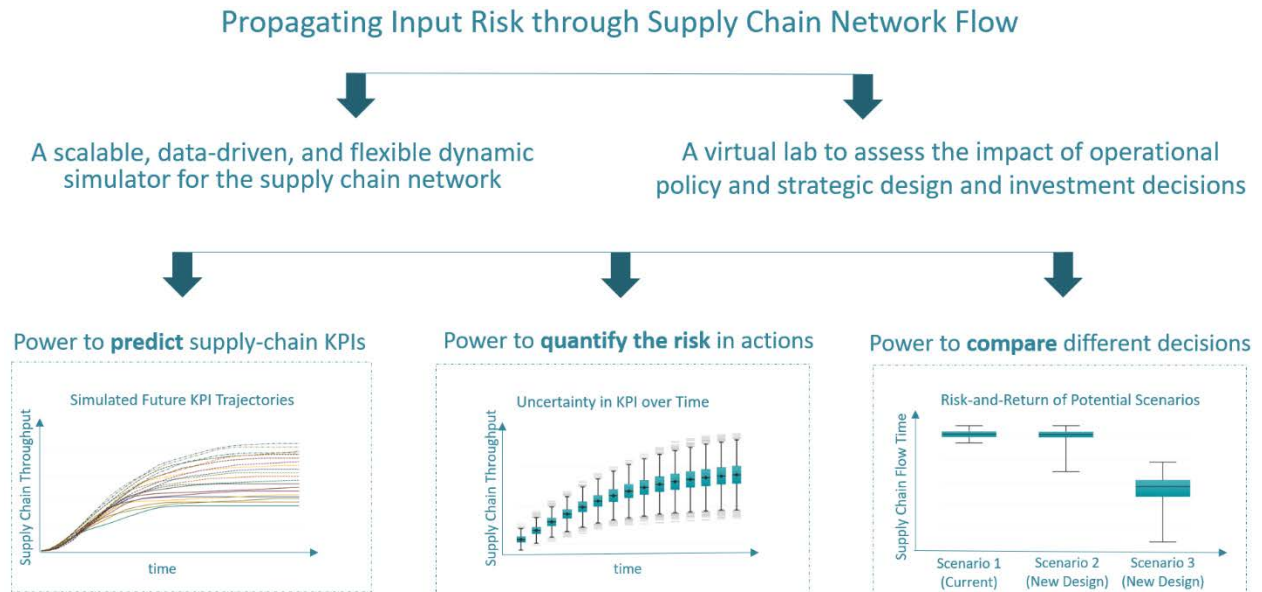 Propagating Input Risk through Supply Chain Network Flow
A scalable, data-driven, and flexible dynamic
simulator for the supply chain network
A virtual lab to assess the impact of operational
policy and strategic design and investment decisions
Power to predict supply-chain KPIs
Simulated Future KPI Trajectories
Supply Chain Throughput
time
Power to quantify the risk in actions
Uncertainty in KPI over Time
Supply Chain Throughput
time
Power to compare different decisions
Risk-and-Return of Potential Scenarios
Supply Chain Flow Time
Scenario 1
(Current)
Scenario 2
(New Design)
Scenario 3
(New Design)